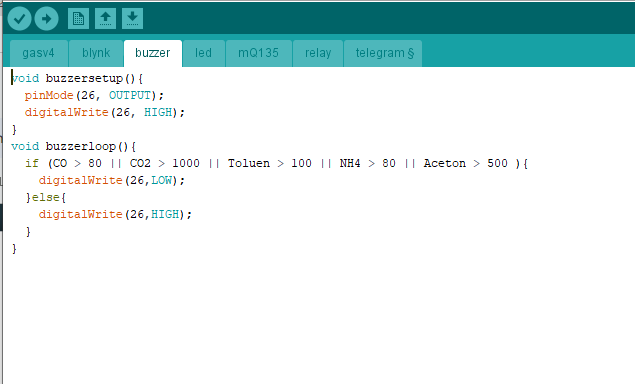 gasv4 blynk buzzer led mQ135 relay telegram §
void buzzersetup(){
  pinMode(26, OUTPUT);
  digitalWrite(26, HIGH);
}
void buzzerloop(){
  if (CO > 80 || CO2 > 1000 || Toluen > 100 || NH4 > 80 || Aceton > 500 ){
    digitalWrite(26,LOW);
  }else{
    digitalWrite(26,HIGH);
  }
}